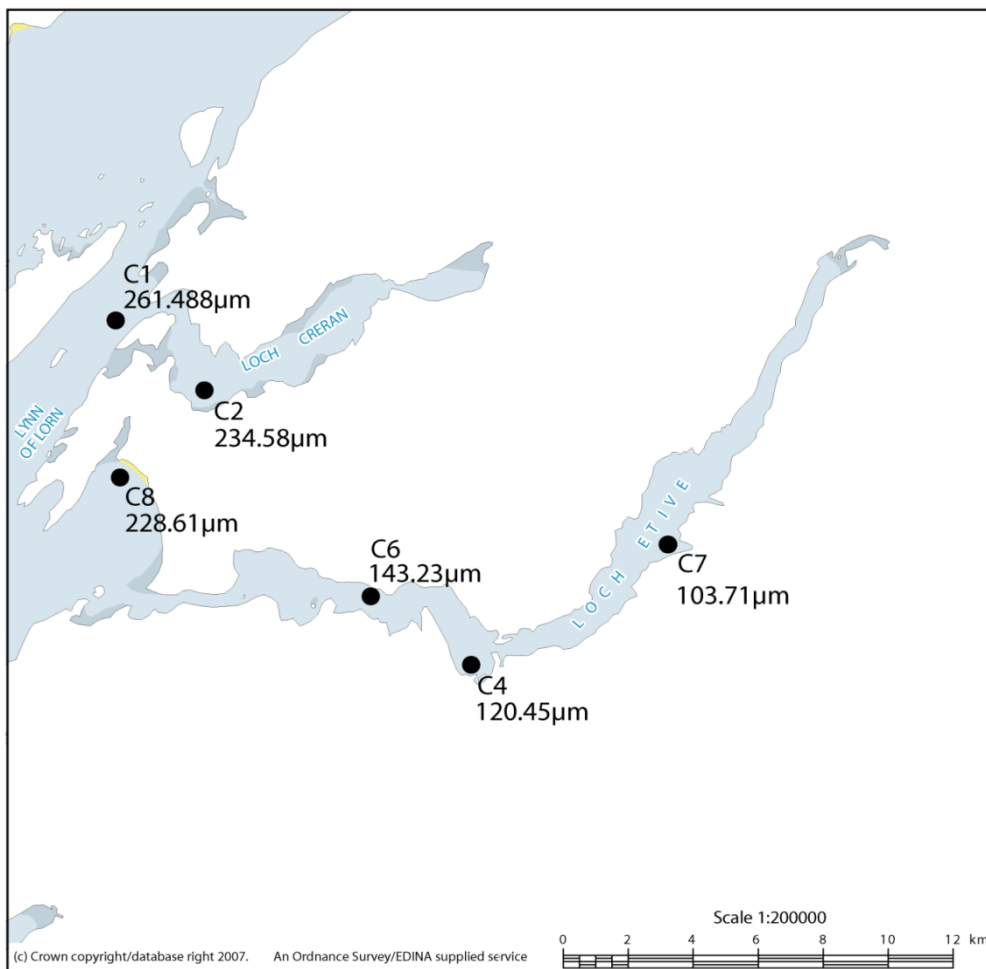 C1
261.488µm
LOCH CRERAN
C2
234.58µm
LYNN
OF LORN
C8
228.61µm
C6
143.23µm
LOCH ETIVE
C7
103.71µm
C4
120.45µm
Scale 1:200000
0 2 4 6 8 10 12 km
(c) Crown copyright/database right 2007. An Ordnance Survey/EDINA supplied service